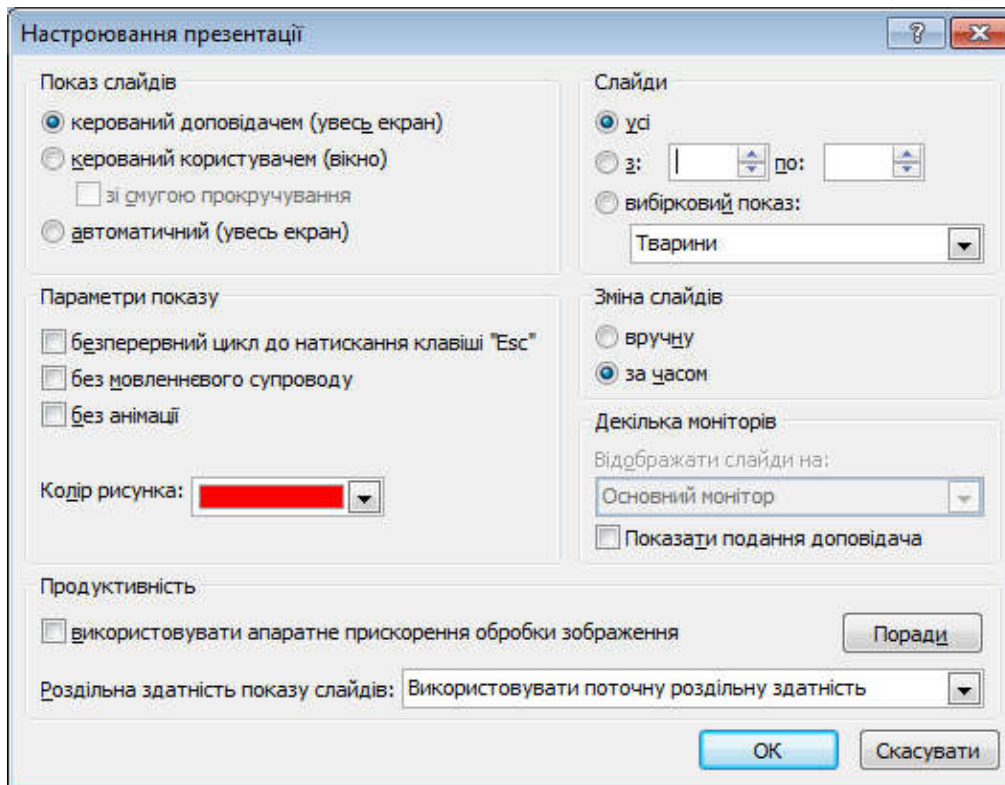 Настроювання презентації
Показ слайдів
керований доповідачем (увесь екран)
керований користувачем (вікно)
зі смугою прокручування
автоматичний (увесь екран)
Слайди
усі
з: по:
вибірковий показ:
Тварини
Параметри показу
безперервний цикл до натискання клавіші "Esc"
без мовленнєвого супроводу
без анімації
Колір рисунка:
Зміна слайдів
вручну
за часом
Декілька моніторів
Відображати слайди на:
Основний монітор
Показати подання доповідача
Продуктивність
використовувати апаратне прискорення обробки зображення
Поради
Роздільна здатність показу слайдів: Використовувати поточну роздільну здатність
ОК Скасувати